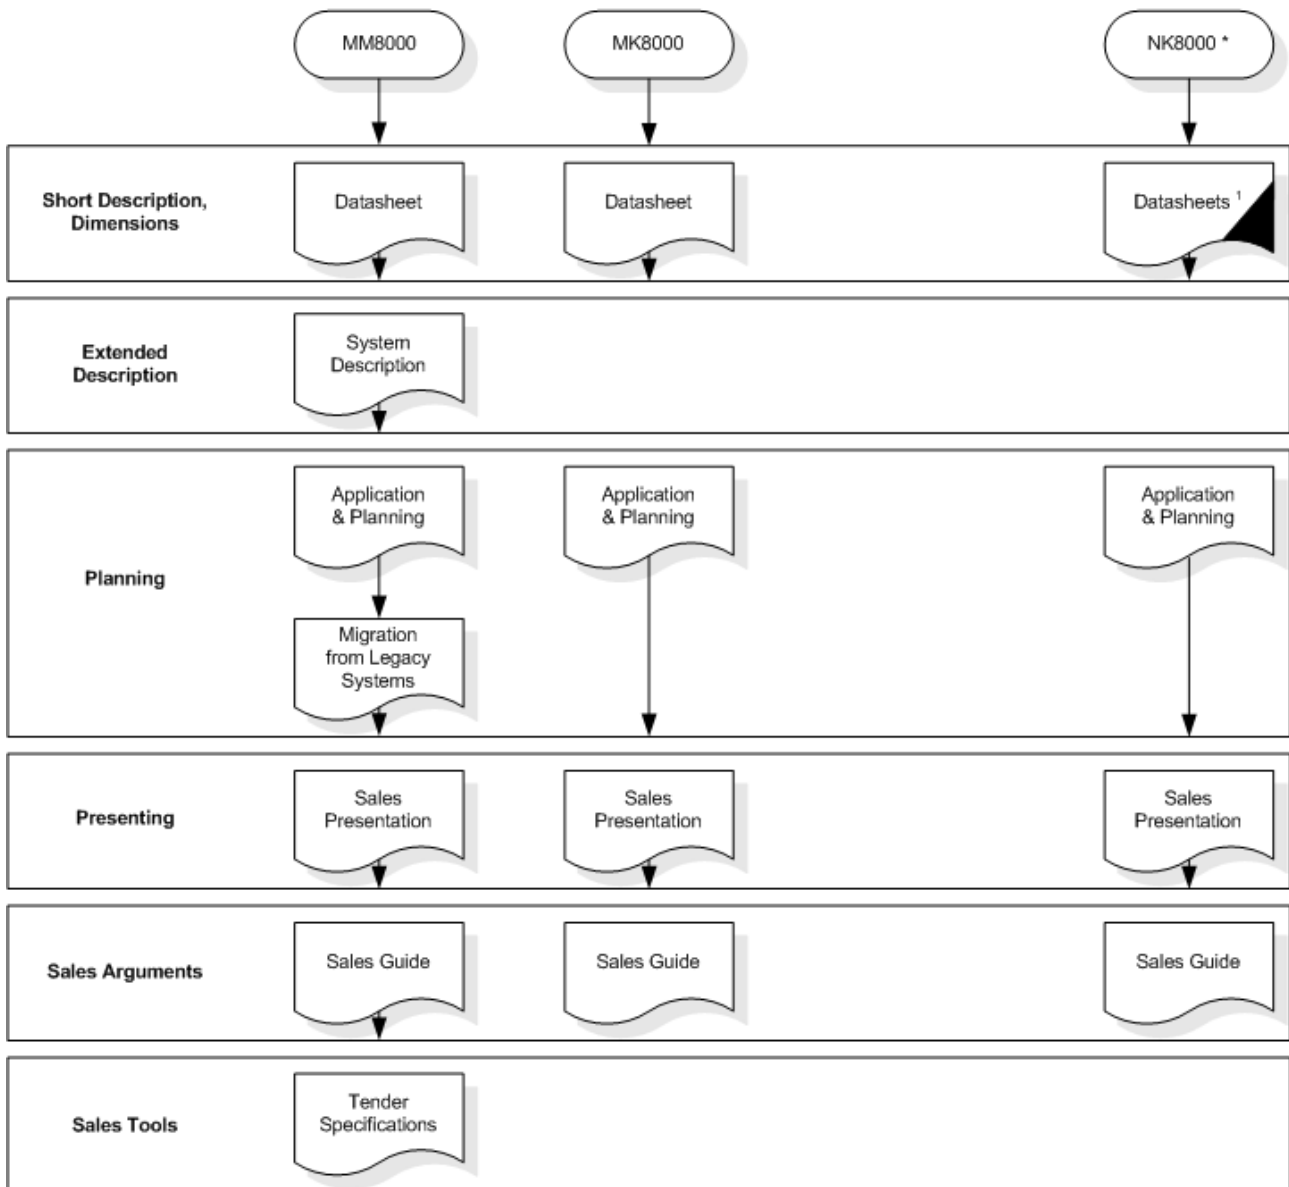 MM8000
MK8000
NK8000 *
Short Description,
Dimensions
Datasheet
Datasheet
Datasheets ¹
Extended
Description
System
Description
Planning
Application
& Planning
Application
& Planning
Application
& Planning
Migration
from Legacy
Systems
Presenting
Sales
Presentation
Sales
Presentation
Sales
Presentation
Sales Arguments
Sales Guide
Sales Guide
Sales Guide
Sales Tools
Tender
Specifications